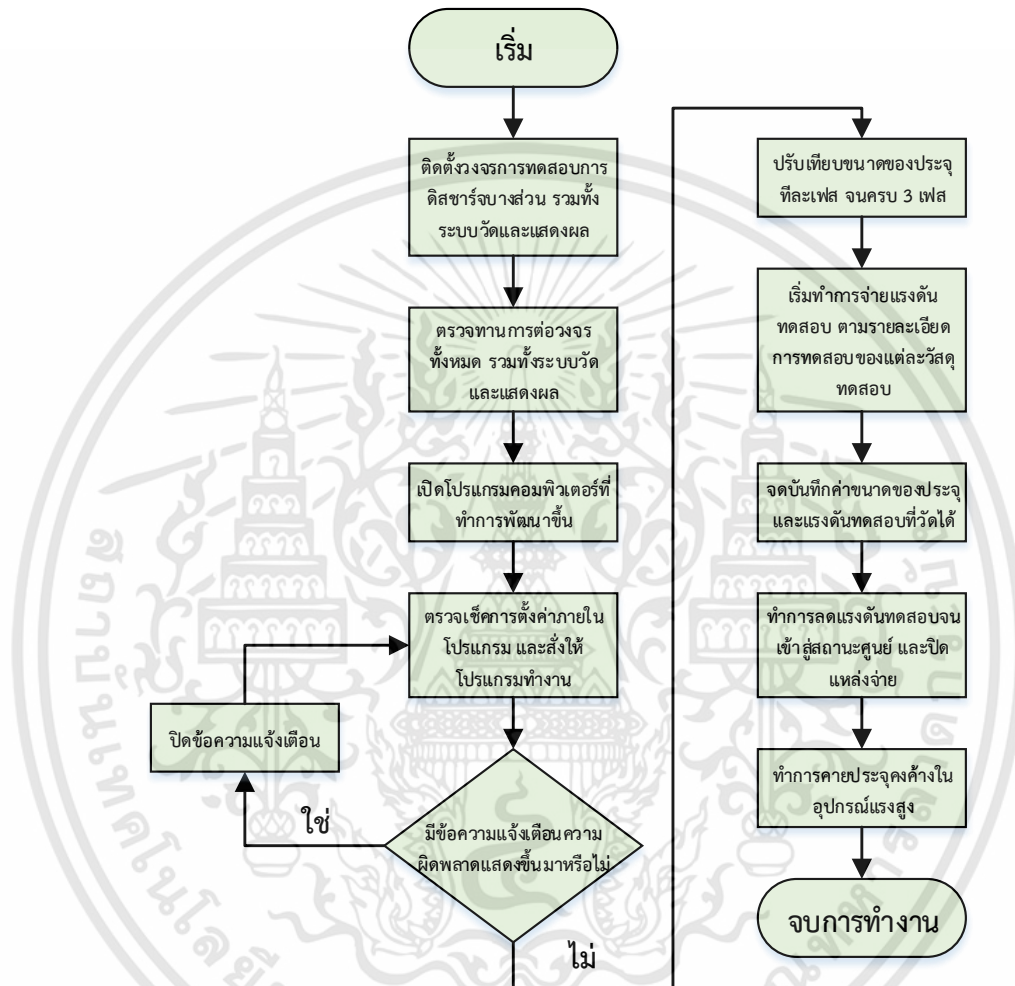 เริ่ม
ติดตั้งวงจรการทดสอบการ
ดิสชาร์จบางส่วน รวมทั้ง
ระบบวัดและแสดงผล
ตรวจทานการต่อวงจร
ทั้งหมด รวมทั้งระบบวัด
และแสดงผล
เปิดโปรแกรมคอมพิวเตอร์ที่
ทำการพัฒนาขึ้น
ตรวจเช็คการตั้งค่าภายใน
โปรแกรม และสั่งให้
โปรแกรมทำงาน
ปิดข้อความแจ้งเตือน
ใช่
มีข้อความแจ้งเตือนความ
ผิดพลาดแสดงขึ้นมาหรือไม่
ไม่
ปรับเทียบขนาดของประจุ
ทีละเฟส จนครบ 3 เฟส
เริ่มทำการจ่ายแรงดัน
ทดสอบ ตามรายละเอียด
การทดสอบของแต่ละวัสดุ
ทดสอบ
จดบันทึกค่าขนาดของประจุ
และแรงดันทดสอบที่วัดได้
ทำการลดแรงดันทดสอบจน
เข้าสู่สถานะศูนย์ และปิด
แหล่งจ่าย
ทำการคายประจุคงค้างใน
อุปกรณ์แรงสูง
จบการทำงาน